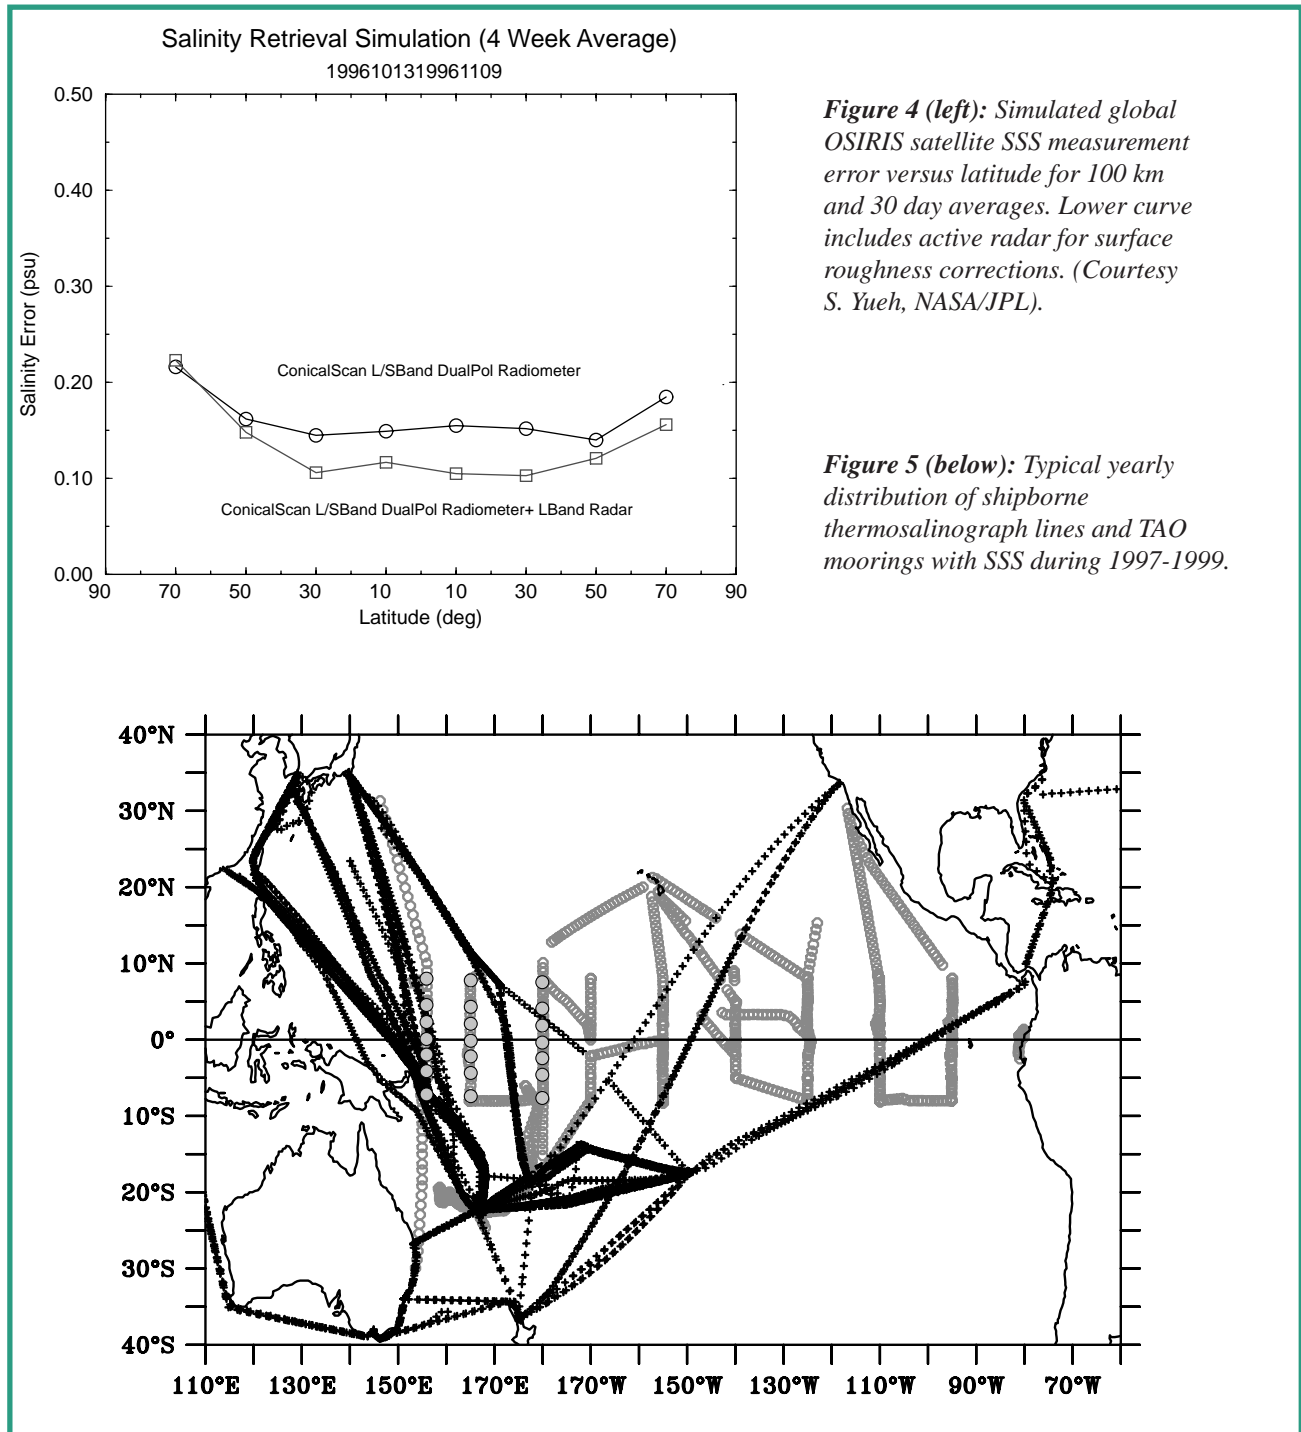 Salinity Retrieval Simulation (4 Week Average)
1996101319961109
0.50
0.40
0.30
0.20
0.10
0.00
Salinity Error (psu)
ConicalScan L/SBand DualPol Radiometer
ConicalScan L/SBand DualPol Radiometer+ LBand Radar
90 70 50 30 10 10 30 50 70 90
Latitude (deg)
Figure 4 (left): Simulated global
OSIRIS satellite SSS measurement
error versus latitude for 100 km
and 30 day averages. Lower curve
includes active radar for surface
roughness corrections. (Courtesy
S. Yueh, NASA/JPL).
Figure 5 (below): Typical yearly
distribution of shipborne
thermosalinograph lines and TAO
moorings with SSS during 1997-1999.
40°N
30°N
20°N
10°N
0°
10°S
20°S
30°S
40°S
110°E 130°E 150°E 170°E 170°W 150°W 130°W 110°W 90°W 70°W